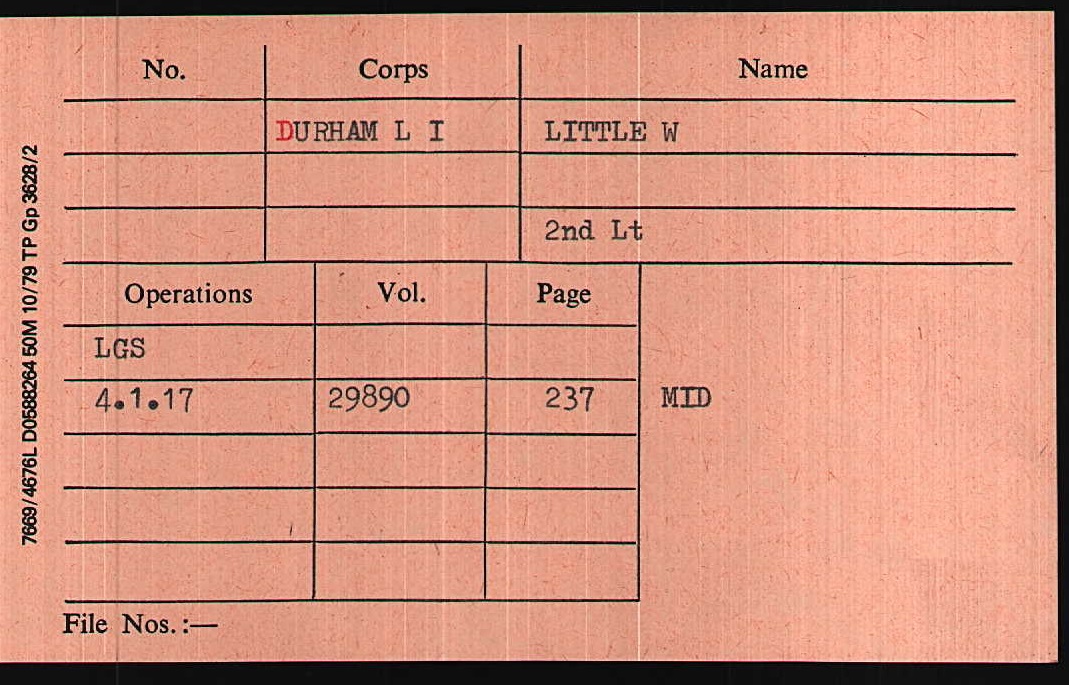 No. Corps Name
DURHAM L I LITTLE W
2nd Lt
Operations Vol. Page
LGS
4.1.17 29890 237 MID
File Nos.:—
7669/4676L D0588264 50M 10/79 TP Gp 3628/2